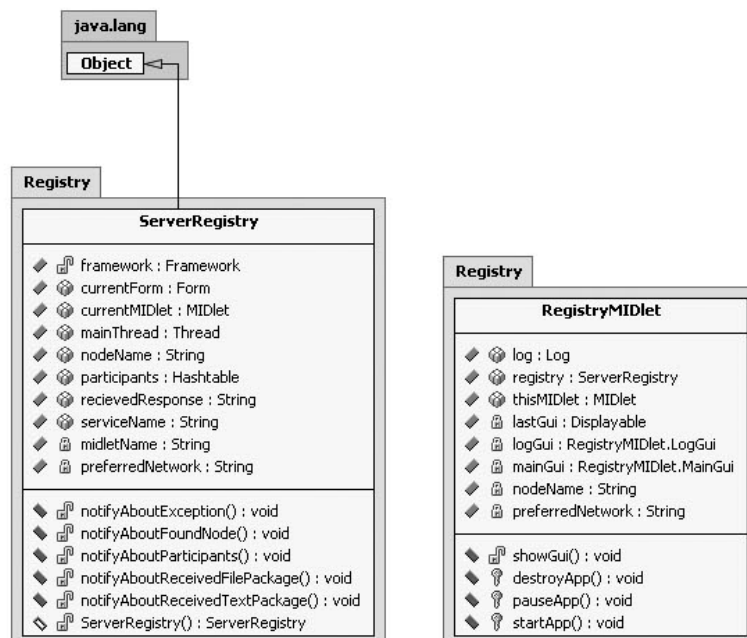 java.lang
Object
Registry
ServerRegistry
framework : Framework
currentForm : Form
currentMIDlet : MIDlet
mainThread : Thread
nodeName : String
participants : Hashtable
recievedResponse : String
serviceName : String
midletName : String
preferredNetwork : String
notifyAboutException() : void
notifyAboutFoundNode() : void
notifyAboutParticipants() : void
notifyAboutReceivedFilePackage() : void
notifyAboutReceivedTextPackage() : void
ServerRegistry() : ServerRegistry
Registry
RegistryMIDlet
log : Log
registry : ServerRegistry
thisMIDlet : MIDlet
lastGui : Displayable
logGui : RegistryMIDlet.LogGui
mainGui : RegistryMIDlet.MainGui
nodeName : String
preferredNetwork : String
showGui() : void
destroyApp() : void
pauseApp() : void
startApp() : void